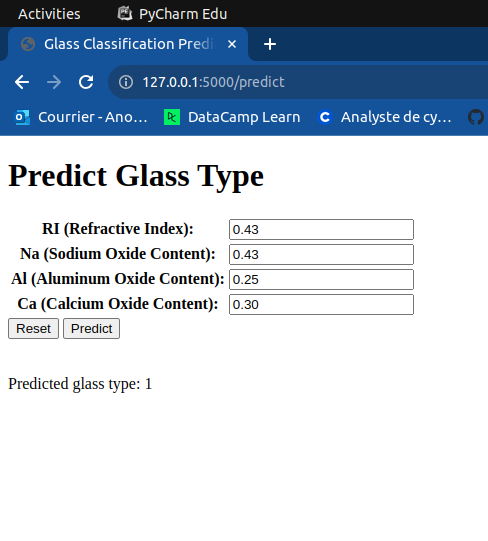 Activities PyCharm Edu
Glass Classification Predi
127.0.0.1:5000/predict
Courrier - Ano... DataCamp Learn Analyste de cy...
Predict Glass Type
RI (Refractive Index): 0.43
Na (Sodium Oxide Content): 0.43
Al (Aluminum Oxide Content): 0.25
Ca (Calcium Oxide Content): 0.30
Reset Predict
Predicted glass type: 1